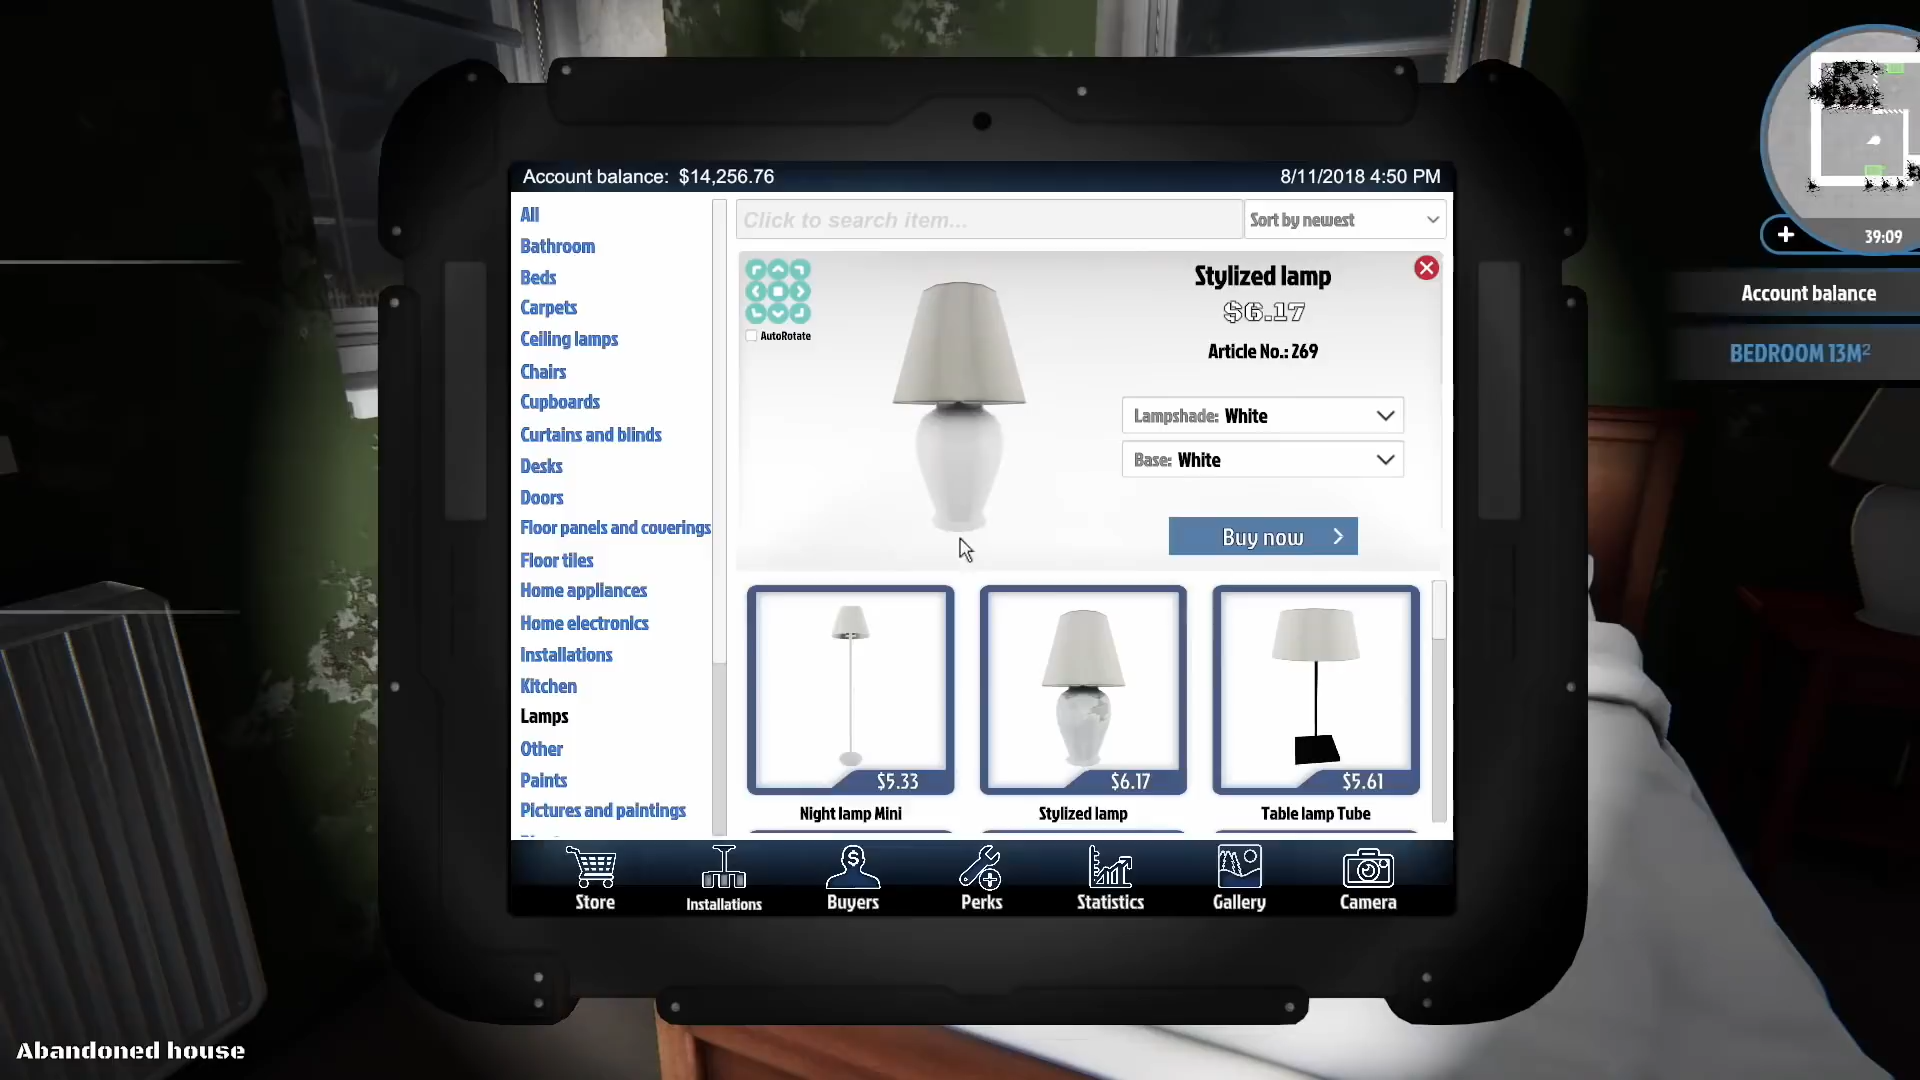 Account balance: $14,256.76
8/11/2018 4:50 PM
All
Bathroom
Beds
Carpets
Ceiling lamps
Chairs
Cupboards
Curtains and blinds
Desks
Doors
Floor panels and coverings
Floor tiles
Home appliances
Home electronics
Installations
Kitchen
Lamps
Other
Paints
Pictures and paintings
Click to search item...
Sort by newest
AutoRotate
Stylized lamp
$6.17
Article No.: 269
Lampshade: White
Base: White
Buy now
$5.33
$6.17
$5.61
Night lamp Mini
Stylized lamp
Table lamp Tube
Store
Installations
Buyers
Perks
Statistics
Gallery
Camera
39:09
Account balance
BEDROOM 13M²
Abandoned house